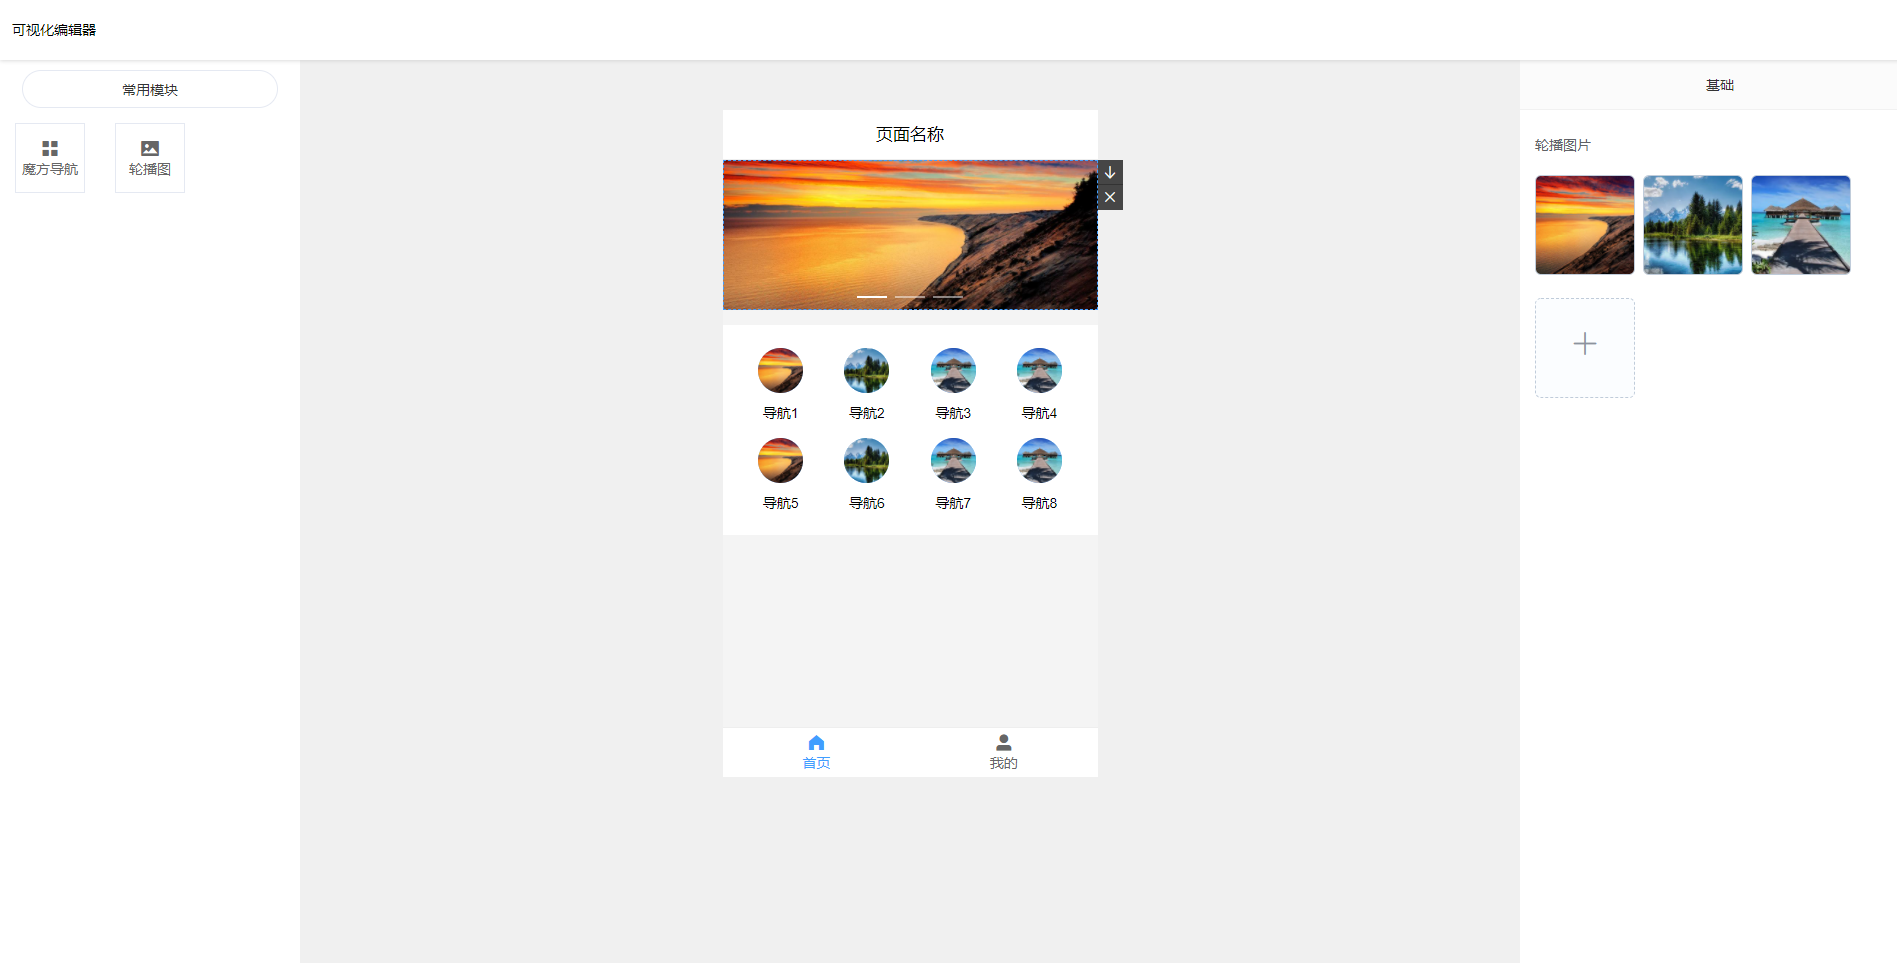 可视化编辑器
常用模块
魔方导航
轮播图
页面名称
导航1
导航2
导航3
导航4
导航5
导航6
导航7
导航8
首页
我的
基础
轮播图片